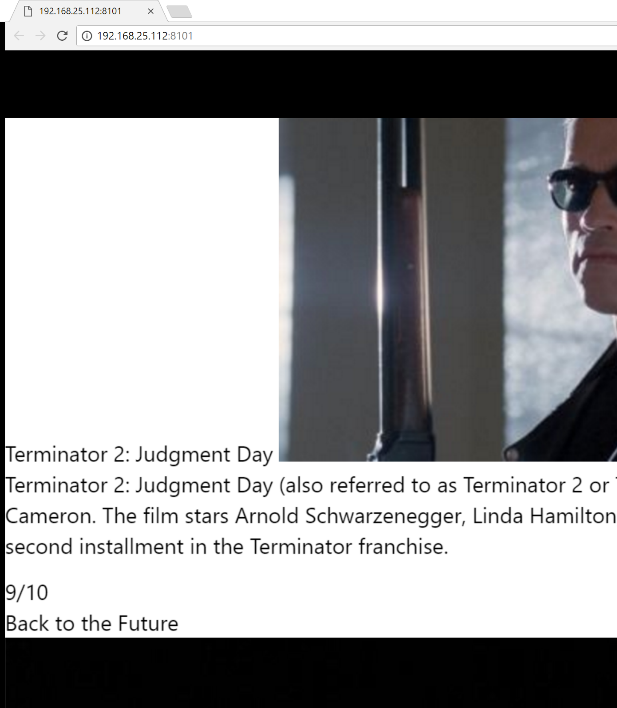 192.168.25.112:8101
192.168.25.112:8101
Terminator 2: Judgment Day
Terminator 2: Judgment Day (also referred to as Terminator 2 or
Cameron. The film stars Arnold Schwarzenegger, Linda Hamilton
second installment in the Terminator franchise.
9/10
Back to the Future